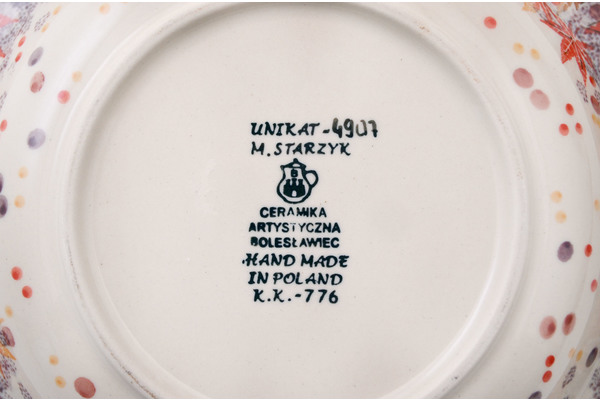 UNIKAT-4907
M. STARZYK
CERAMIKA
ARTYSTYCZNA
BOLESŁAWIEC
HAND MADE
IN POLAND
K.K.-776